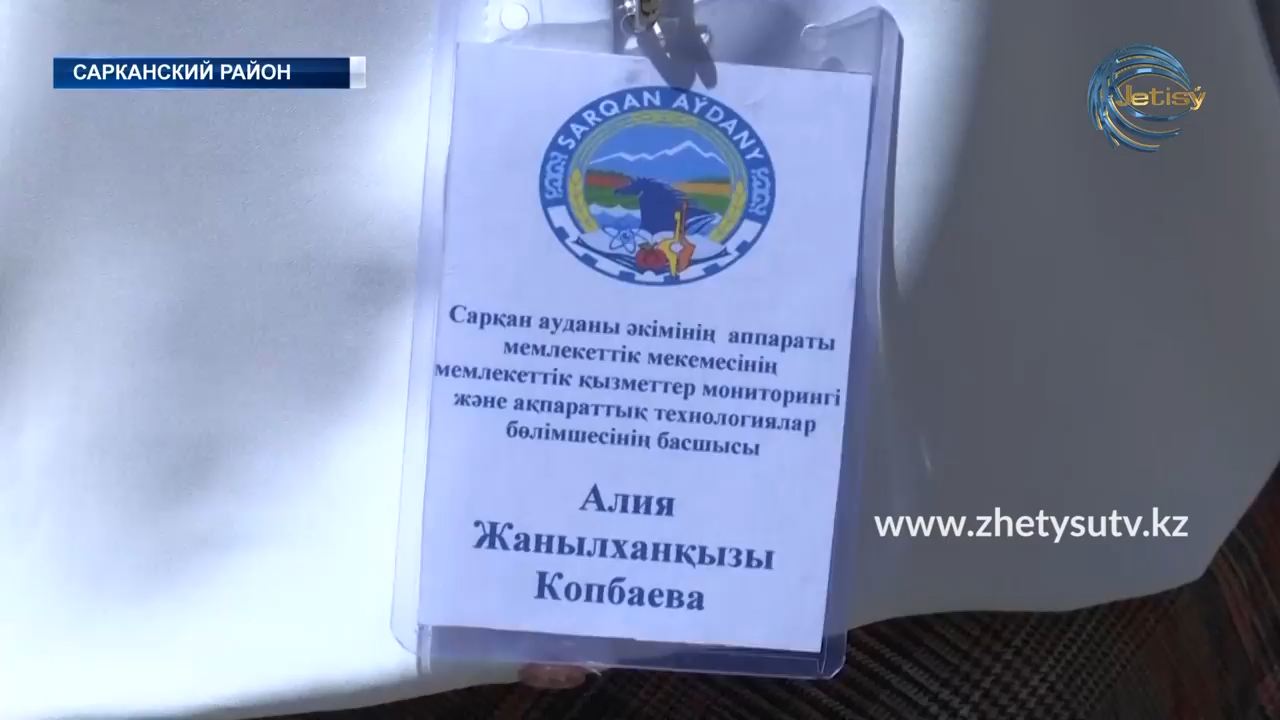 САРКАНСКИЙ РАЙОН
Jetisý
SARQAN AÝDANY
Сарқан ауданы әкімінің аппараты
мемлекеттік мекемесінің
мемлекеттік қызметтер мониторингі
және ақпараттық технологиялар
бөлімшесінің басшысы
Алия
Жанылханқызы
Копбаева
www.zhetysutv.kz